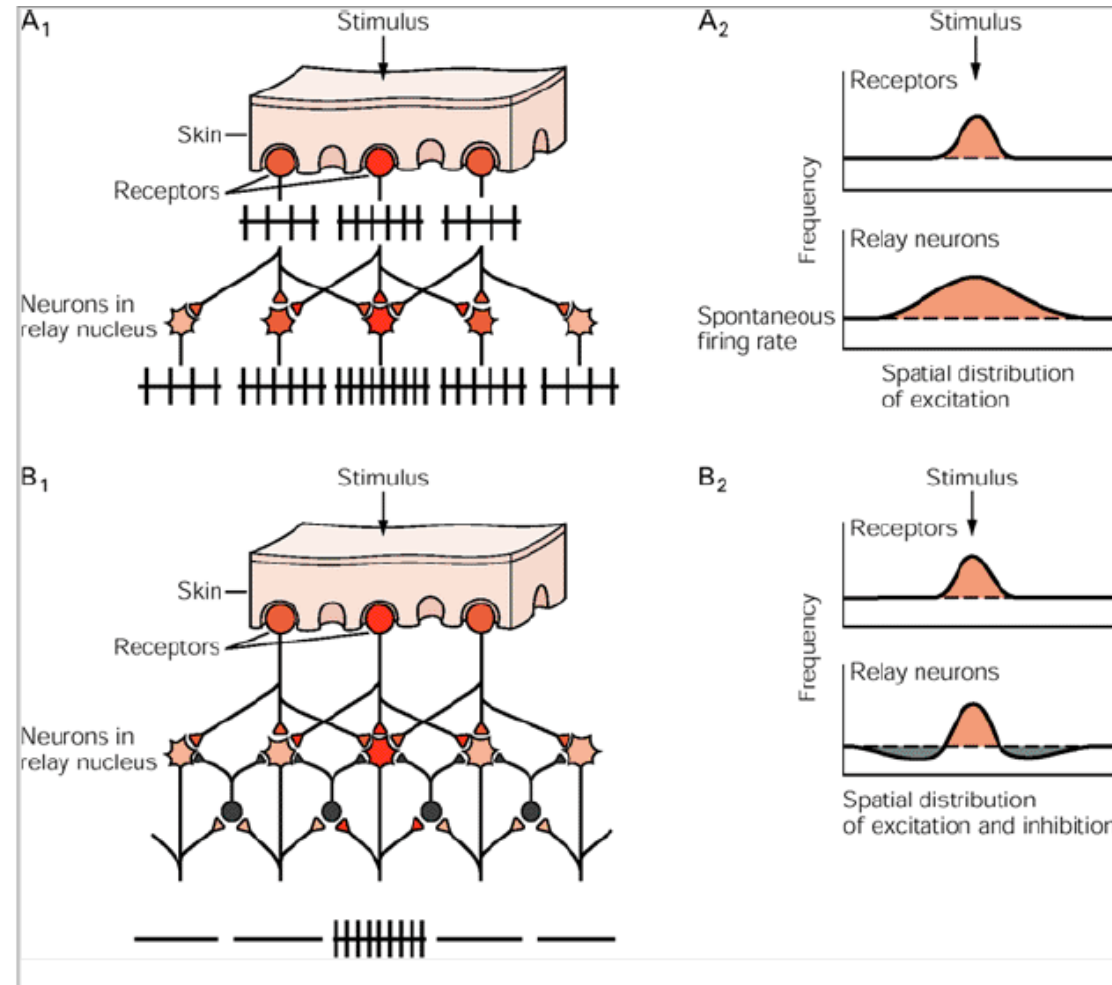 A1
Stimulus
Skin
Receptors
Neurons in
relay nucleus
A2
Stimulus
Receptors
Frequency
Relay neurons
Spontaneous
firing rate
Spatial distribution
of excitation
B1
Stimulus
Skin
Receptors
Neurons in
relay nucleus
B2
Stimulus
Receptors
Frequency
Relay neurons
Spatial distribution
of excitation and inhibition